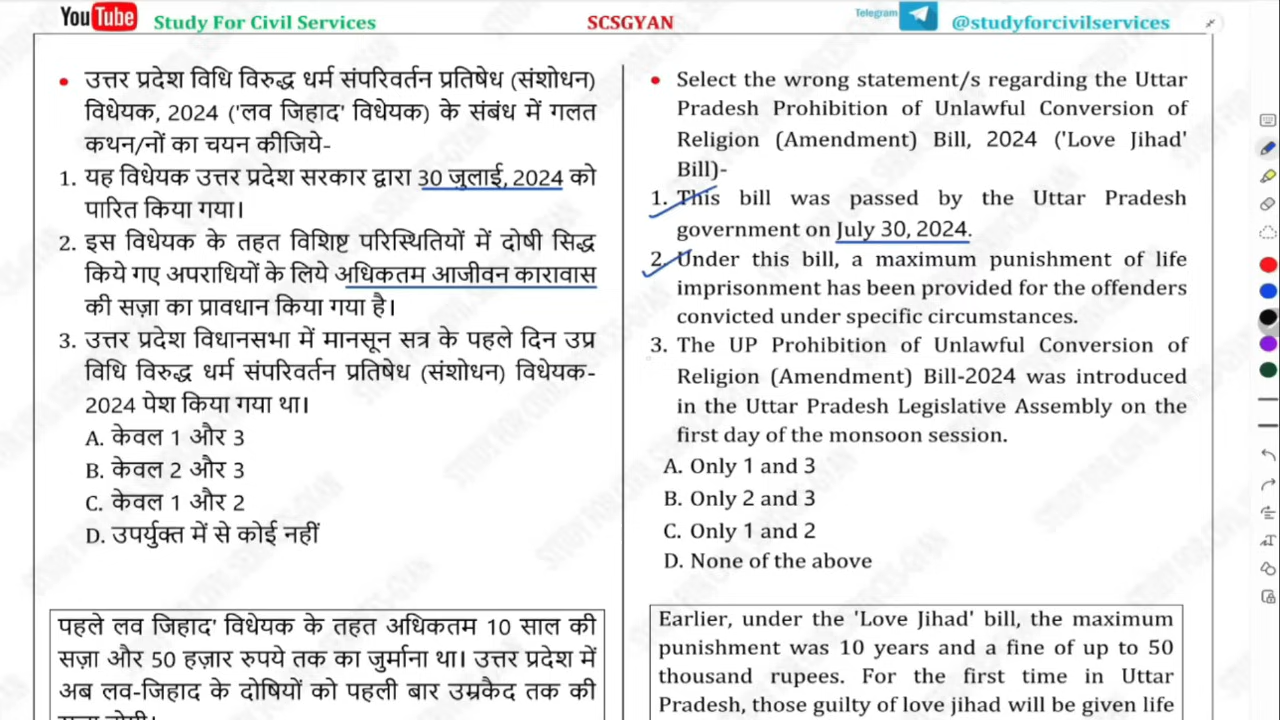 YouTube Study For Civil Services SCSGYAN Telegram @studyforcivilservices
• उत्तर प्रदेश विधि विरुद्ध धर्म संपरिवर्तन प्रतिषेध (संशोधन)
विधेयक, 2024 ('लव जिहाद' विधेयक) के संबंध में गलत
कथन/नों का चयन कीजिये-
1. यह विधेयक उत्तर प्रदेश सरकार द्वारा 30 जुलाई, 2024 को
पारित किया गया।
2. इस विधेयक के तहत विशिष्ट परिस्थितियों में दोषी सिद्ध
किये गए अपराधियों के लिये अधिकतम आजीवन कारावास
की सज़ा का प्रावधान किया गया है।
3. उत्तर प्रदेश विधानसभा में मानसून सत्र के पहले दिन उप्र
विधि विरुद्ध धर्म संपरिवर्तन प्रतिषेध (संशोधन) विधेयक-
2024 पेश किया गया था।
A. केवल 1 और 3
B. केवल 2 और 3
C. केवल 1 और 2
D. उपर्युक्त में से कोई नहीं
पहले लव जिहाद' विधेयक के तहत अधिकतम 10 साल की
सज़ा और 50 हज़ार रुपये तक का जुर्माना था। उत्तर प्रदेश में
अब लव-जिहाद के दोषियों को पहली बार उम्रकैद तक की
• Select the wrong statement/s regarding the Uttar
Pradesh Prohibition of Unlawful Conversion of
Religion (Amendment) Bill, 2024 ('Love Jihad'
Bill)-
1. This bill was passed by the Uttar Pradesh
government on July 30, 2024.
2. Under this bill, a maximum punishment of life
imprisonment has been provided for the offenders
convicted under specific circumstances.
3. The UP Prohibition of Unlawful Conversion of
Religion (Amendment) Bill-2024 was introduced
in the Uttar Pradesh Legislative Assembly on the
first day of the monsoon session.
A. Only 1 and 3
B. Only 2 and 3
C. Only 1 and 2
D. None of the above
Earlier, under the 'Love Jihad' bill, the maximum
punishment was 10 years and a fine of up to 50
thousand rupees. For the first time in Uttar
Pradesh, those guilty of love jihad will be given life